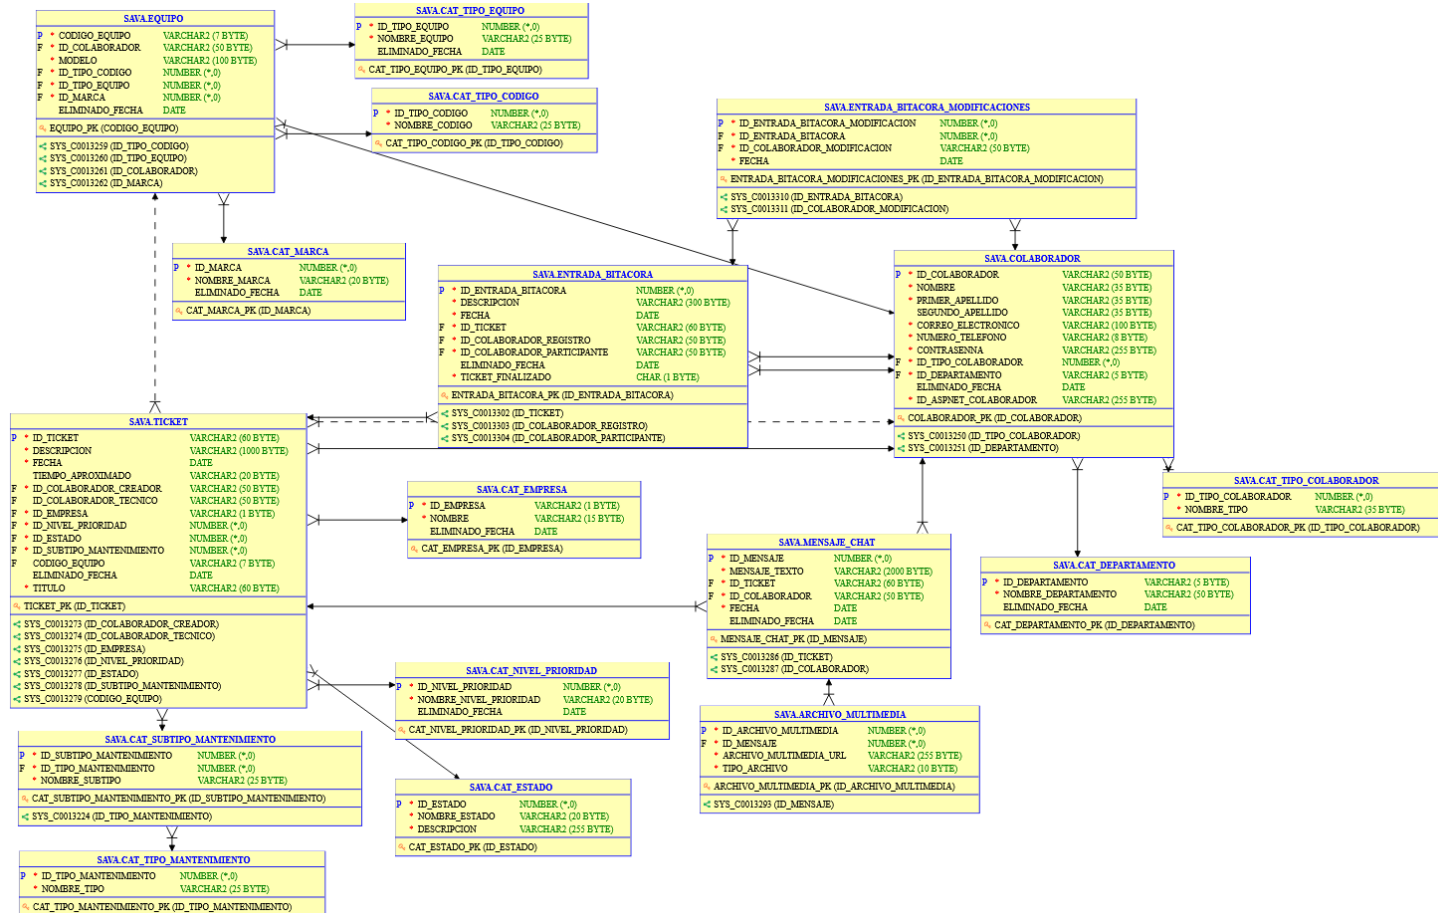 SAVA.EQUIPO
P * CODIGO_EQUIPO VARCHAR2 (7 BYTE)
F * ID_COLABORADOR VARCHAR2 (50 BYTE)
* MODELO VARCHAR2 (100 BYTE)
F * ID_TIPO_CODIGO NUMBER (*,0)
F * ID_TIPO_EQUIPO NUMBER (*,0)
F * ID_MARCA NUMBER (*,0)
ELIMINADO_FECHA DATE
EQUIPO_PK (CODIGO_EQUIPO)
SYS_C0013259 (ID_TIPO_CODIGO)
SYS_C0013260 (ID_TIPO_EQUIPO)
SYS_C0013261 (ID_COLABORADOR)
SYS_C0013262 (ID_MARCA)
SAVA.CAT_TIPO_EQUIPO
P * ID_TIPO_EQUIPO NUMBER (*,0)
* NOMBRE_EQUIPO VARCHAR2 (25 BYTE)
ELIMINADO_FECHA DATE
CAT_TIPO_EQUIPO_PK (ID_TIPO_EQUIPO)
SAVA.CAT_TIPO_CODIGO
P * ID_TIPO_CODIGO NUMBER (*,0)
* NOMBRE_CODIGO VARCHAR2 (25 BYTE)
CAT_TIPO_CODIGO_PK (ID_TIPO_CODIGO)
SAVA.ENTRADA_BITACORA_MODIFICACIONES
P * ID_ENTRADA_BITACORA_MODIFICACION NUMBER (*,0)
F * ID_ENTRADA_BITACORA NUMBER (*,0)
F * ID_COLABORADOR_MODIFICACION VARCHAR2 (50 BYTE)
* FECHA DATE
ENTRADA_BITACORA_MODIFICACIONES_PK (ID_ENTRADA_BITACORA_MODIFICACION)
SYS_C0013310 (ID_ENTRADA_BITACORA)
SYS_C0013311 (ID_COLABORADOR_MODIFICACION)
SAVA.CAT_MARCA
P * ID_MARCA NUMBER (*,0)
* NOMBRE_MARCA VARCHAR2 (20 BYTE)
ELIMINADO_FECHA DATE
CAT_MARCA_PK (ID_MARCA)
SAVA.ENTRADA_BITACORA
P * ID_ENTRADA_BITACORA NUMBER (*,0)
* DESCRIPCION VARCHAR2 (300 BYTE)
* FECHA DATE
F * ID_TICKET VARCHAR2 (60 BYTE)
F * ID_COLABORADOR_REGISTRO VARCHAR2 (50 BYTE)
F * ID_COLABORADOR_PARTICIPANTE VARCHAR2 (50 BYTE)
ELIMINADO_FECHA DATE
* TICKET_FINALIZADO CHAR (1 BYTE)
ENTRADA_BITACORA_PK (ID_ENTRADA_BITACORA)
SYS_C0013302 (ID_TICKET)
SYS_C0013303 (ID_COLABORADOR_REGISTRO)
SYS_C0013304 (ID_COLABORADOR_PARTICIPANTE)
SAVA.COLABORADOR
P * ID_COLABORADOR VARCHAR2 (50 BYTE)
* NOMBRE VARCHAR2 (35 BYTE)
* PRIMER_APELLIDO VARCHAR2 (35 BYTE)
SEGUNDO_APELLIDO VARCHAR2 (35 BYTE)
* CORREO_ELECTRONICO VARCHAR2 (100 BYTE)
* NUMERO_TELEFONO VARCHAR2 (8 BYTE)
* CONTRASENNA VARCHAR2 (255 BYTE)
F * ID_TIPO_COLABORADOR NUMBER (*,0)
F * ID_DEPARTAMENTO VARCHAR2 (5 BYTE)
ELIMINADO_FECHA DATE
* ID_ASPNET_COLABORADOR VARCHAR2 (255 BYTE)
COLABORADOR_PK (ID_COLABORADOR)
SYS_C0013250 (ID_TIPO_COLABORADOR)
SYS_C0013251 (ID_DEPARTAMENTO)
SAVA.TICKET
P * ID_TICKET VARCHAR2 (60 BYTE)
* DESCRIPCION VARCHAR2 (1000 BYTE)
* FECHA DATE
TIEMPO_APROXIMADO VARCHAR2 (20 BYTE)
F * ID_COLABORADOR_CREADOR VARCHAR2 (50 BYTE)
F ID_COLABORADOR_TECNICO VARCHAR2 (50 BYTE)
F * ID_EMPRESA VARCHAR2 (1 BYTE)
F * ID_NIVEL_PRIORIDAD NUMBER (*,0)
F * ID_ESTADO NUMBER (*,0)
F * ID_SUBTIPO_MANTENIMIENTO NUMBER (*,0)
F CODIGO_EQUIPO VARCHAR2 (7 BYTE)
ELIMINADO_FECHA DATE
* TITULO VARCHAR2 (60 BYTE)
TICKET_PK (ID_TICKET)
SYS_C0013273 (ID_COLABORADOR_CREADOR)
SYS_C0013274 (ID_COLABORADOR_TECNICO)
SYS_C0013275 (ID_EMPRESA)
SYS_C0013276 (ID_NIVEL_PRIORIDAD)
SYS_C0013277 (ID_ESTADO)
SYS_C0013278 (ID_SUBTIPO_MANTENIMIENTO)
SYS_C0013279 (CODIGO_EQUIPO)
SAVA.CAT_EMPRESA
P * ID_EMPRESA VARCHAR2 (1 BYTE)
* NOMBRE VARCHAR2 (15 BYTE)
ELIMINADO_FECHA DATE
CAT_EMPRESA_PK (ID_EMPRESA)
SAVA.CAT_TIPO_COLABORADOR
P * ID_TIPO_COLABORADOR NUMBER (*,0)
* NOMBRE_TIPO VARCHAR2 (35 BYTE)
CAT_TIPO_COLABORADOR_PK (ID_TIPO_COLABORADOR)
SAVA.MENSAJE_CHAT
P * ID_MENSAJE NUMBER (*,0)
* MENSAJE_TEXTO VARCHAR2 (2000 BYTE)
F * ID_TICKET VARCHAR2 (60 BYTE)
F * ID_COLABORADOR VARCHAR2 (50 BYTE)
* FECHA DATE
ELIMINADO_FECHA DATE
MENSAJE_CHAT_PK (ID_MENSAJE)
SYS_C0013286 (ID_TICKET)
SYS_C0013287 (ID_COLABORADOR)
SAVA.CAT_DEPARTAMENTO
P * ID_DEPARTAMENTO VARCHAR2 (5 BYTE)
* NOMBRE_DEPARTAMENTO VARCHAR2 (50 BYTE)
ELIMINADO_FECHA DATE
CAT_DEPARTAMENTO_PK (ID_DEPARTAMENTO)
SAVA.CAT_NIVEL_PRIORIDAD
P * ID_NIVEL_PRIORIDAD NUMBER (*,0)
* NOMBRE_NIVEL_PRIORIDAD VARCHAR2 (20 BYTE)
ELIMINADO_FECHA DATE
CAT_NIVEL_PRIORIDAD_PK (ID_NIVEL_PRIORIDAD)
SAVA.ARCHIVO_MULTIMEDIA
P * ID_ARCHIVO_MULTIMEDIA NUMBER (*,0)
F * ID_MENSAJE NUMBER (*,0)
* ARCHIVO_MULTIMEDIA_URL VARCHAR2 (255 BYTE)
* TIPO_ARCHIVO VARCHAR2 (10 BYTE)
ARCHIVO_MULTIMEDIA_PK (ID_ARCHIVO_MULTIMEDIA)
SYS_C0013293 (ID_MENSAJE)
SAVA.CAT_SUBTIPO_MANTENIMIENTO
P * ID_SUBTIPO_MANTENIMIENTO NUMBER (*,0)
F * ID_TIPO_MANTENIMIENTO NUMBER (*,0)
* NOMBRE_SUBTIPO VARCHAR2 (25 BYTE)
CAT_SUBTIPO_MANTENIMIENTO_PK (ID_SUBTIPO_MANTENIMIENTO)
SYS_C0013224 (ID_TIPO_MANTENIMIENTO)
SAVA.CAT_ESTADO
P * ID_ESTADO NUMBER (*,0)
* NOMBRE_ESTADO VARCHAR2 (20 BYTE)
* DESCRIPCION VARCHAR2 (255 BYTE)
CAT_ESTADO_PK (ID_ESTADO)
SAVA.CAT_TIPO_MANTENIMIENTO
P * ID_TIPO_MANTENIMIENTO NUMBER (*,0)
* NOMBRE_TIPO VARCHAR2 (25 BYTE)
CAT_TIPO_MANTENIMIENTO_PK (ID_TIPO_MANTENIMIENTO)